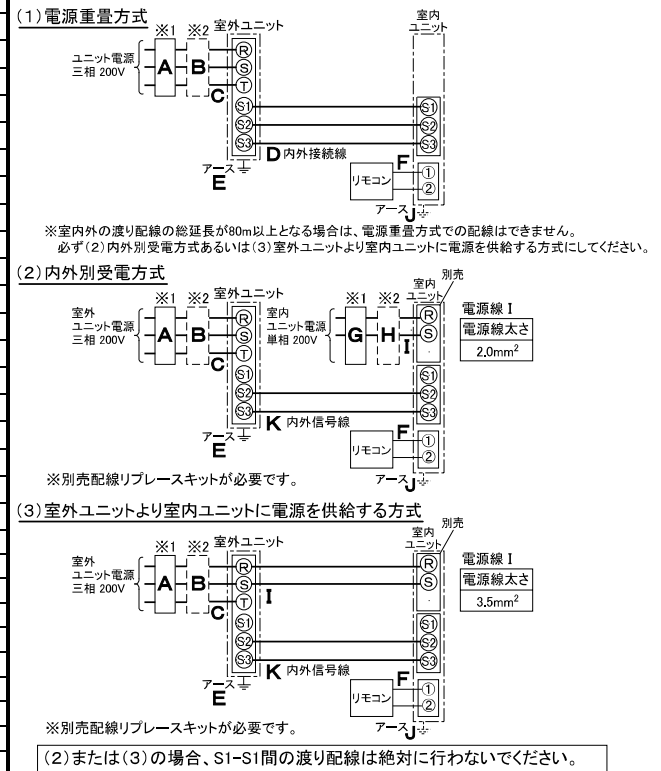 (1)電源重畳方式
※1 ※2 室外ユニット
室内
ユニット
ユニット電源
三相 200V
A B C
R
S
T
S1
S2
S3
S1
S2
S3
D 内外接続線
アース
E
リモコン
F
①
②
アース J
※室内外の渡り配線の総延長が80m以上となる場合は、電源重畳方式での配線はできません。
必ず(2)内外別受電方式あるいは(3)室外ユニットより室内ユニットに電源を供給する方式にしてください。
(2)内外別受電方式
※1 ※2 室外ユニット
※1 ※2 室内
ユニット
別売
室外
ユニット電源
三相 200V
A B C
R
S
T
S1
S2
S3
室内
ユニット電源
単相 200V
G H I
R
S
S1
S2
S3
電源線 I
電源線太さ
2.0mm²
K 内外信号線
アース
E
リモコン
F
①
②
アース J
※別売配線リプレースキットが必要です。
(3)室外ユニットより室内ユニットに電源を供給する方式
※1 ※2 室外ユニット
室内
ユニット
別売
室外
ユニット電源
三相 200V
A B C
R
S
T
I
S1
S2
S3
R
S
S1
S2
S3
電源線 I
電源線太さ
3.5mm²
K 内外信号線
アース
E
リモコン
F
①
②
アース J
※別売配線リプレースキットが必要です。
(2)または(3)の場合、S1-S1間の渡り配線は絶対に行わないでください。